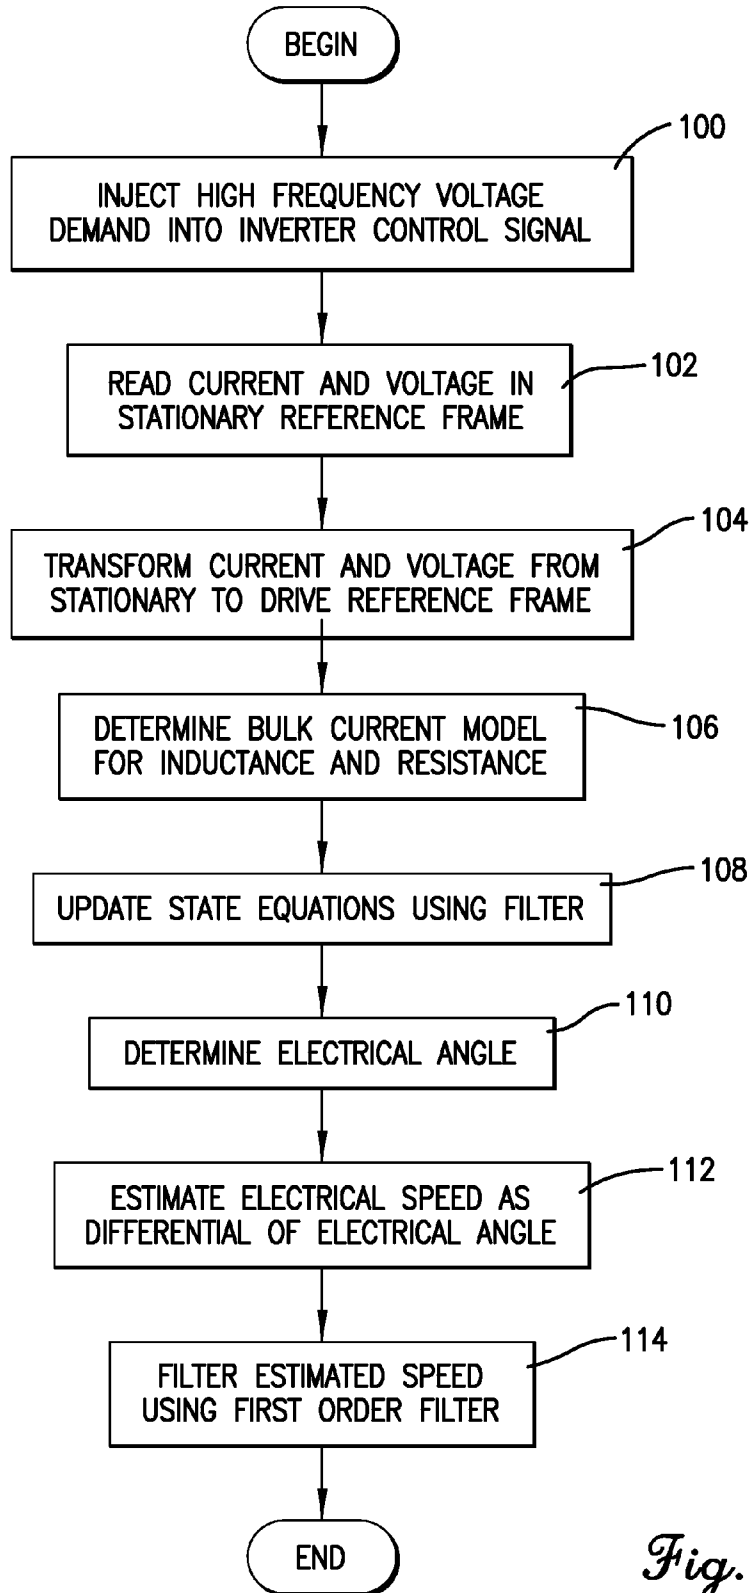 BEGIN
100
INJECT HIGH FREQUENCY VOLTAGE
DEMAND INTO INVERTER CONTROL SIGNAL
102
READ CURRENT AND VOLTAGE IN
STATIONARY REFERENCE FRAME
104
TRANSFORM CURRENT AND VOLTAGE FROM
STATIONARY TO DRIVE REFERENCE FRAME
106
DETERMINE BULK CURRENT MODEL
FOR INDUCTANCE AND RESISTANCE
108
UPDATE STATE EQUATIONS USING FILTER
110
DETERMINE ELECTRICAL ANGLE
112
ESTIMATE ELECTRICAL SPEED AS
DIFFERENTIAL OF ELECTRICAL ANGLE
114
FILTER ESTIMATED SPEED
USING FIRST ORDER FILTER
END
Fig.